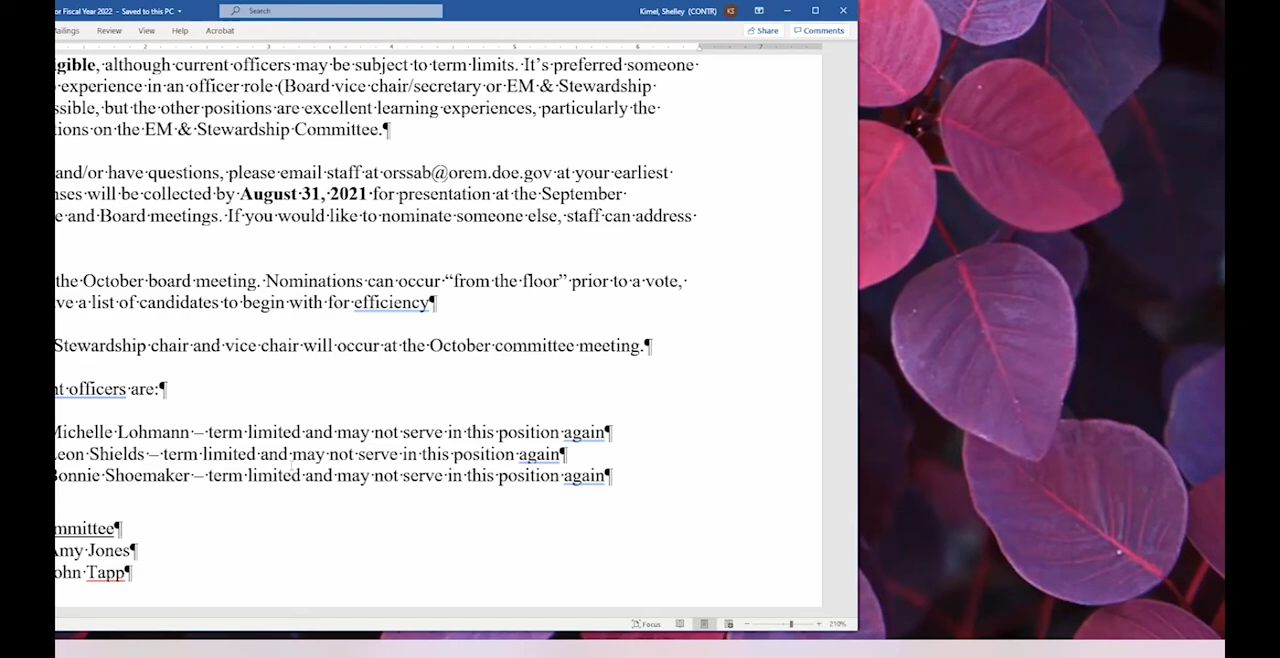 or Fiscal Year 2022 - Saved to this PC
Search
Kimel, Shelley (CONTR) KS
ailings Review View Help Acrobat
Share Comments
2 3 4 5 6 7
gible, although current officers may be subject to term limits. It's preferred someone
experience in an officer role (Board vice chair/secretary or EM & Stewardship
ssible, but the other positions are excellent learning experiences, particularly the
tions on the EM & Stewardship Committee.¶
and/or have questions, please email staff at orssab@orem.doe.gov at your earliest
nses will be collected by August 31, 2021 for presentation at the September
e and Board meetings. If you would like to nominate someone else, staff can address
the October board meeting. Nominations can occur “from the floor” prior to a vote,
ve a list of candidates to begin with for efficiency¶
Stewardship chair and vice chair will occur at the October committee meeting.¶
nt officers are:¶
Michelle Lohmann – term limited and may not serve in this position again¶
Leon Shields – term limited and may not serve in this position again¶
Bonnie Shoemaker – term limited and may not serve in this position again¶
mmittee¶
Amy Jones¶
ohn Tapp¶
Focus 210%